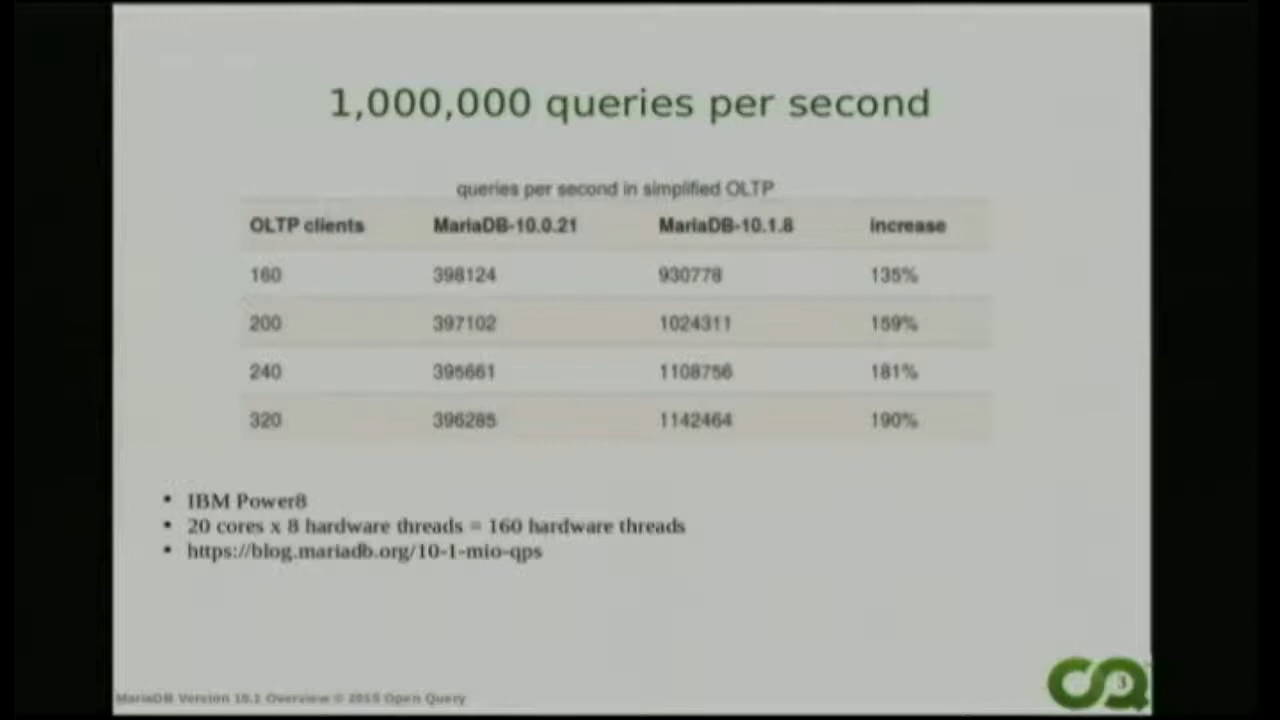 1,000,000 queries per second
queries per second in simplified OLTP
OLTP clients MariaDB-10.0.21 MariaDB-10.1.8 increase
160 398124 930778 135%
200 397102 1024311 159%
240 395661 1108756 181%
320 396285 1142464 190%
• IBM Power8
• 20 cores x 8 hardware threads = 160 hardware threads
• https://blog.mariadb.org/10-1-mio-qps
MariaDB Version 10.1 Overview © 2015 Open Query
3